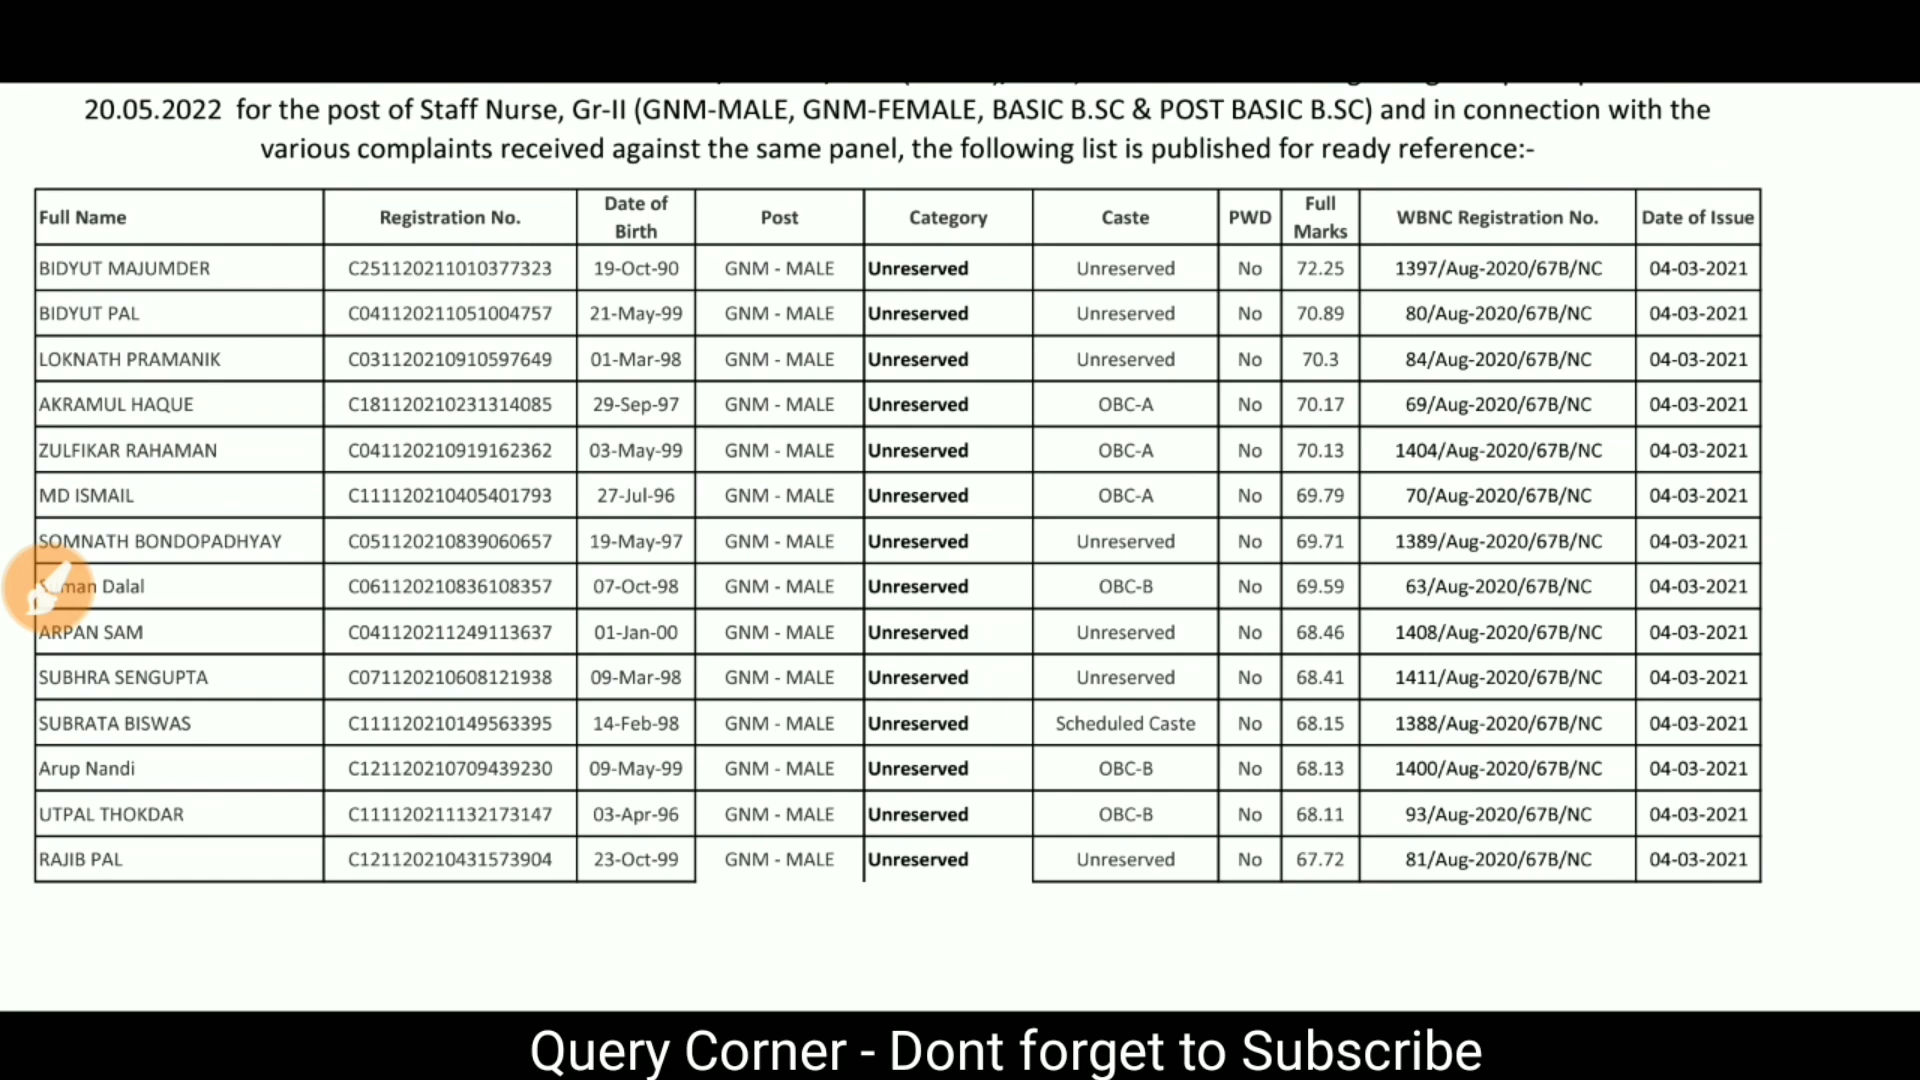 20.05.2022 for the post of Staff Nurse, Gr-II (GNM-MALE, GNM-FEMALE, BASIC B.SC & POST BASIC B.SC) and in connection with the
various complaints received against the same panel, the following list is published for ready reference:-
Full Name Registration No. Date of Birth Post Category Caste PWD Full Marks WBNC Registration No. Date of Issue
BIDYUT MAJUMDER C251120211010377323 19-Oct-90 GNM - MALE Unreserved Unreserved No 72.25 1397/Aug-2020/67B/NC 04-03-2021
BIDYUT PAL C041120211051004757 21-May-99 GNM - MALE Unreserved Unreserved No 70.89 80/Aug-2020/67B/NC 04-03-2021
LOKNATH PRAMANIK C031120210910597649 01-Mar-98 GNM - MALE Unreserved Unreserved No 70.3 84/Aug-2020/67B/NC 04-03-2021
AKRAMUL HAQUE C181120210231314085 29-Sep-97 GNM - MALE Unreserved OBC-A No 70.17 69/Aug-2020/67B/NC 04-03-2021
ZULFIKAR RAHAMAN C041120210919162362 03-May-99 GNM - MALE Unreserved OBC-A No 70.13 1404/Aug-2020/67B/NC 04-03-2021
MD ISMAIL C111120210405401793 27-Jul-96 GNM - MALE Unreserved OBC-A No 69.79 70/Aug-2020/67B/NC 04-03-2021
SOMNATH BONDOPADHYAY C051120210839060657 19-May-97 GNM - MALE Unreserved Unreserved No 69.71 1389/Aug-2020/67B/NC 04-03-2021
Dalal C061120210836108357 07-Oct-98 GNM - MALE Unreserved OBC-B No 69.59 63/Aug-2020/67B/NC 04-03-2021
ARPAN SAM C041120211249113637 01-Jan-00 GNM - MALE Unreserved Unreserved No 68.46 1408/Aug-2020/67B/NC 04-03-2021
SUBHRA SENGUPTA C071120210608121938 09-Mar-98 GNM - MALE Unreserved Unreserved No 68.41 1411/Aug-2020/67B/NC 04-03-2021
SUBRATA BISWAS C111120210149563395 14-Feb-98 GNM - MALE Unreserved Scheduled Caste No 68.15 1388/Aug-2020/67B/NC 04-03-2021
Arup Nandi C121120210709439230 09-May-99 GNM - MALE Unreserved OBC-B No 68.13 1400/Aug-2020/67B/NC 04-03-2021
UTPAL THOKDAR C111120211132173147 03-Apr-96 GNM - MALE Unreserved OBC-B No 68.11 93/Aug-2020/67B/NC 04-03-2021
RAJIB PAL C121120210431573904 23-Oct-99 GNM - MALE Unreserved Unreserved No 67.72 81/Aug-2020/67B/NC 04-03-2021
Query Corner - Dont forget to Subscribe